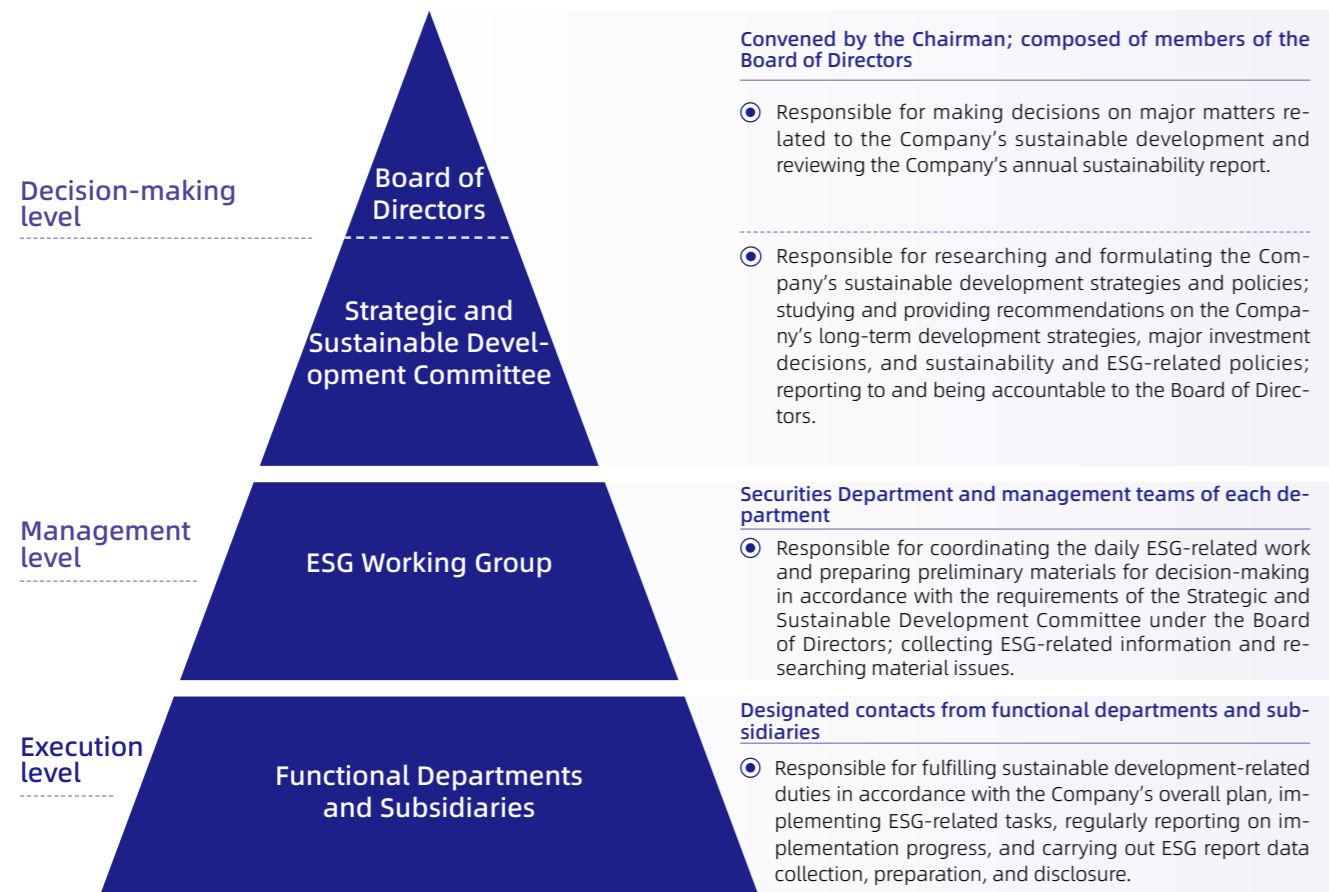 Convened by the Chairman; composed of members of the
Board of Directors
Decision-making
level
Board of
Directors
Responsible for making decisions on major matters re-
lated to the Company's sustainable development and
reviewing the Company's annual sustainability report.
Strategic and
Sustainable Devel-
opment Committee
Responsible for researching and formulating the Com-
pany's sustainable development strategies and policies;
studying and providing recommendations on the Compa-
ny's long-term development strategies, major investment
decisions, and sustainability and ESG-related policies;
reporting to and being accountable to the Board of Direc-
tors.
Management
level
ESG Working Group
Securities Department and management teams of each de-
partment
Responsible for coordinating the daily ESG-related work
and preparing preliminary materials for decision-making
in accordance with the requirements of the Strategic and
Sustainable Development Committee under the Board
of Directors; collecting ESG-related information and re-
searching material issues.
Execution
level
Functional Departments
and Subsidiaries
Designated contacts from functional departments and sub-
sidiaries
Responsible for fulfilling sustainable development-related
duties in accordance with the Company's overall plan, im-
plementing ESG-related tasks, regularly reporting on im-
plementation progress, and carrying out ESG report data
collection, preparation, and disclosure.